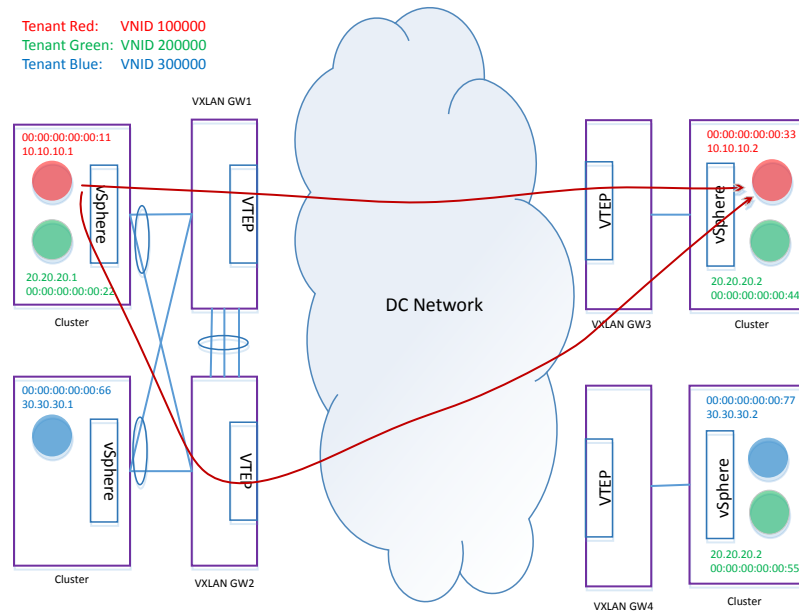 Tenant Red: VNID 100000
Tenant Green: VNID 200000
Tenant Blue: VNID 300000
VXLAN GW1
00:00:00:00:00:11
10.10.10.1
vSphere
20.20.20.1
00:00:00:00:00:22
Cluster
VTEP
00:00:00:00:00:66
30.30.30.1
vSphere
Cluster
VTEP
VXLAN GW2
DC Network
VTEP
VXLAN GW3
00:00:00:00:00:33
10.10.10.2
vSphere
20.20.20.2
00:00:00:00:00:44
Cluster
VTEP
VXLAN GW4
00:00:00:00:00:77
30.30.30.2
vSphere
20.20.20.2
00:00:00:00:00:55
Cluster